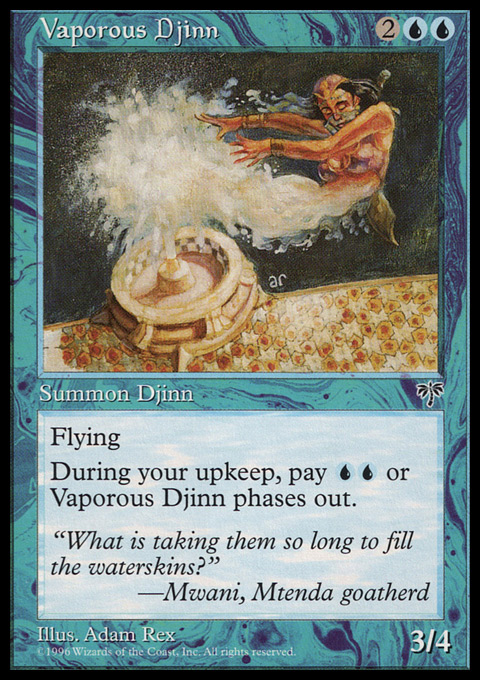 Vaporous Djinn 2
ar
Summon Djinn
Flying
During your upkeep, pay or
Vaporous Djinn phases out.
“What is taking them so long to fill
the waterskins?”
—Mwani, Mtenda goatherd
Illus. Adam Rex
3/4
©1996 Wizards of the Coast, Inc. All rights reserved.